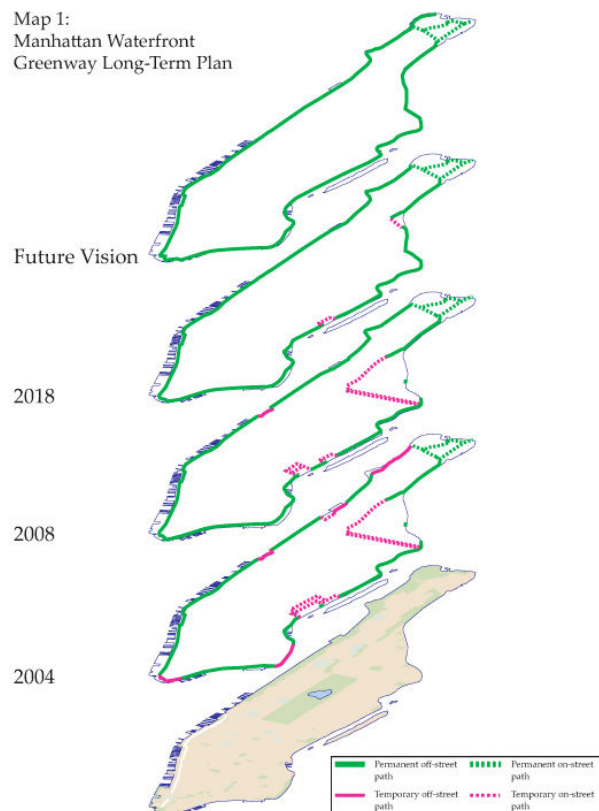 Map 1:
Manhattan Waterfront
Greenway Long-Term Plan
Future Vision
2018
2008
2004
Permanent off-street
path
Permanent on-street
path
Temporary off-street
path
Temporary on-street
path